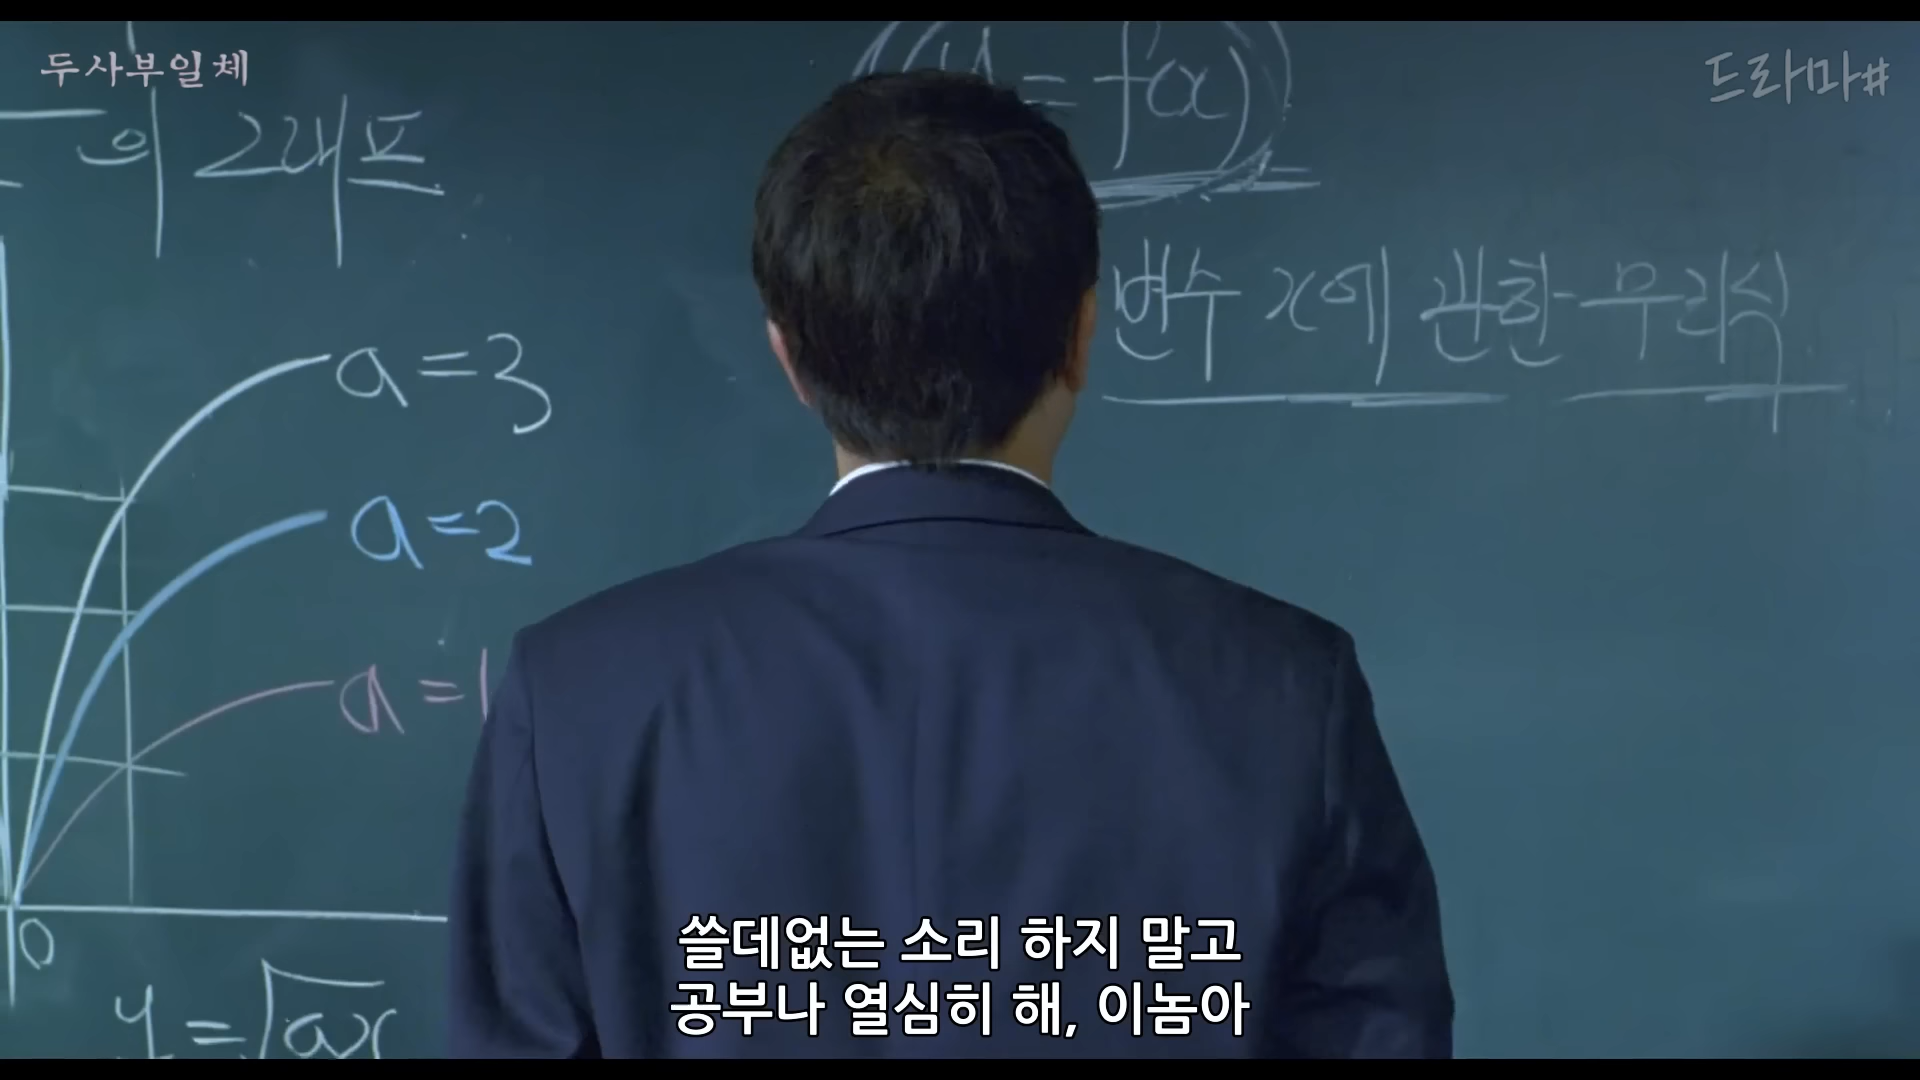 두사부일체
드라마#
의 그래프
= f(x)
변수 x에 관한 무리식
a=3
a=2
a=1
0
y=√ax
쓸데없는 소리 하지 말고
공부나 열심히 해, 이놈아